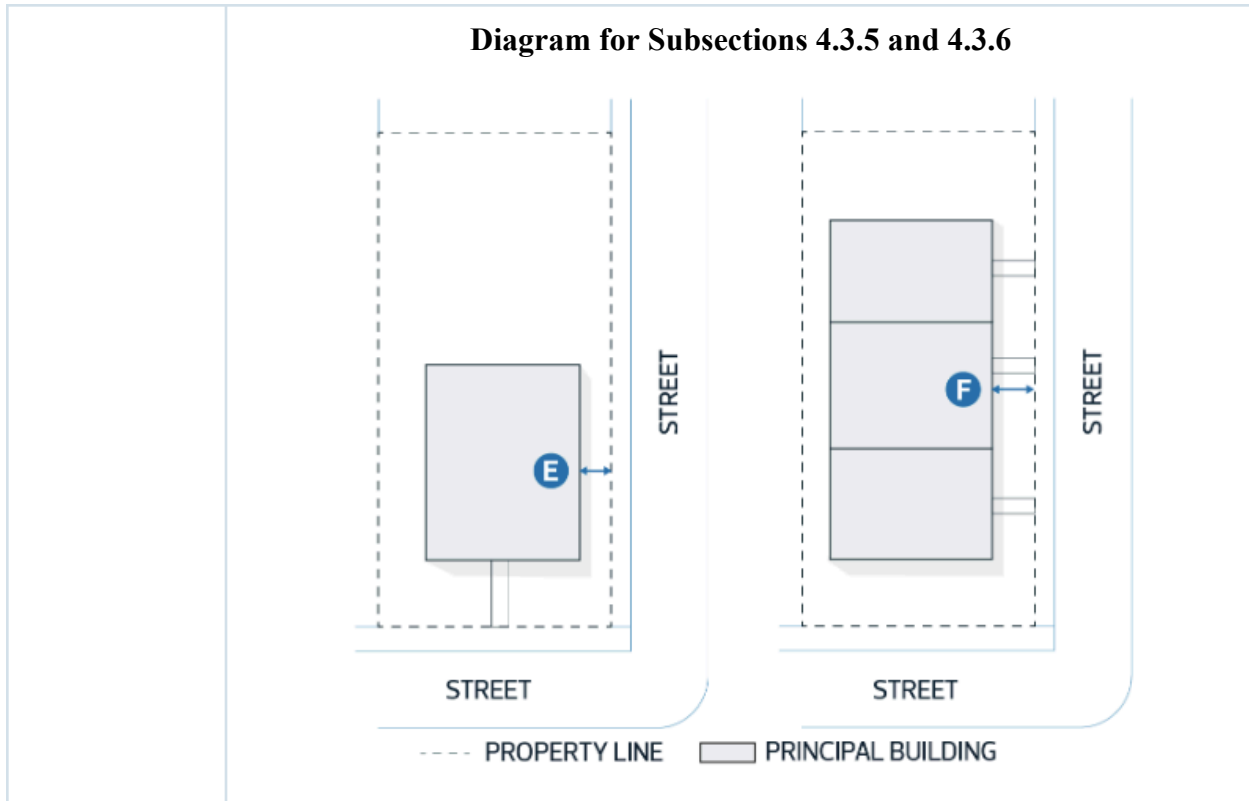 Diagram for Subsections 4.3.5 and 4.3.6
STREET
E
STREET
STREET
F
STREET
PROPERTY LINE
PRINCIPAL BUILDING